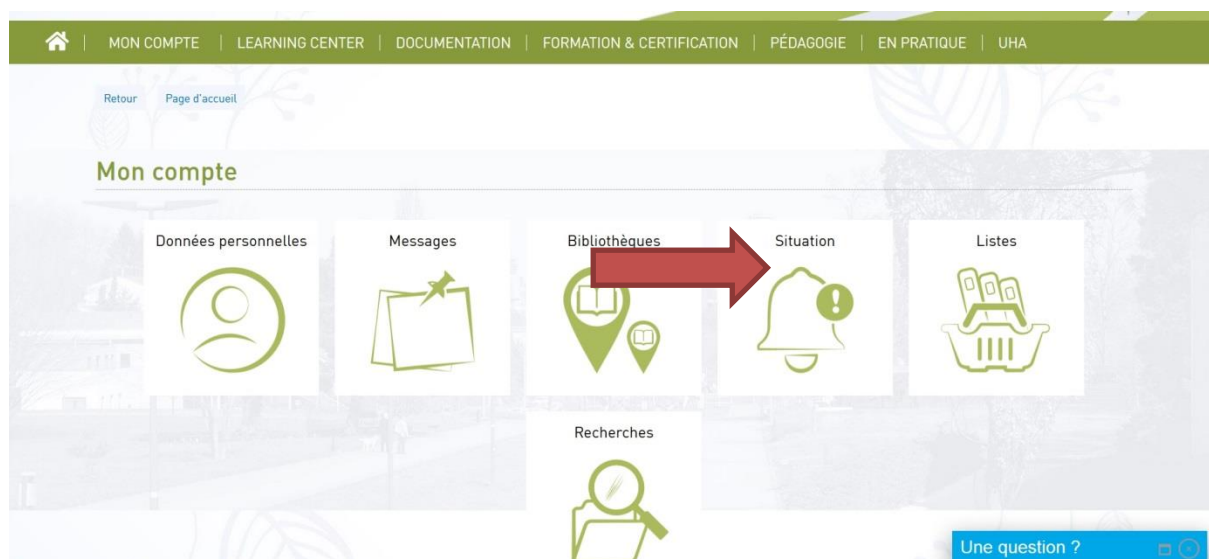 MON COMPTE | LEARNING CENTER | DOCUMENTATION | FORMATION & CERTIFICATION | PÉDAGOGIE | EN PRATIQUE | UHA
Retour Page d'accueil
Mon compte
Données personnelles
Messages
Bibliothèques
Situation
Listes
Recherches
Une question ?